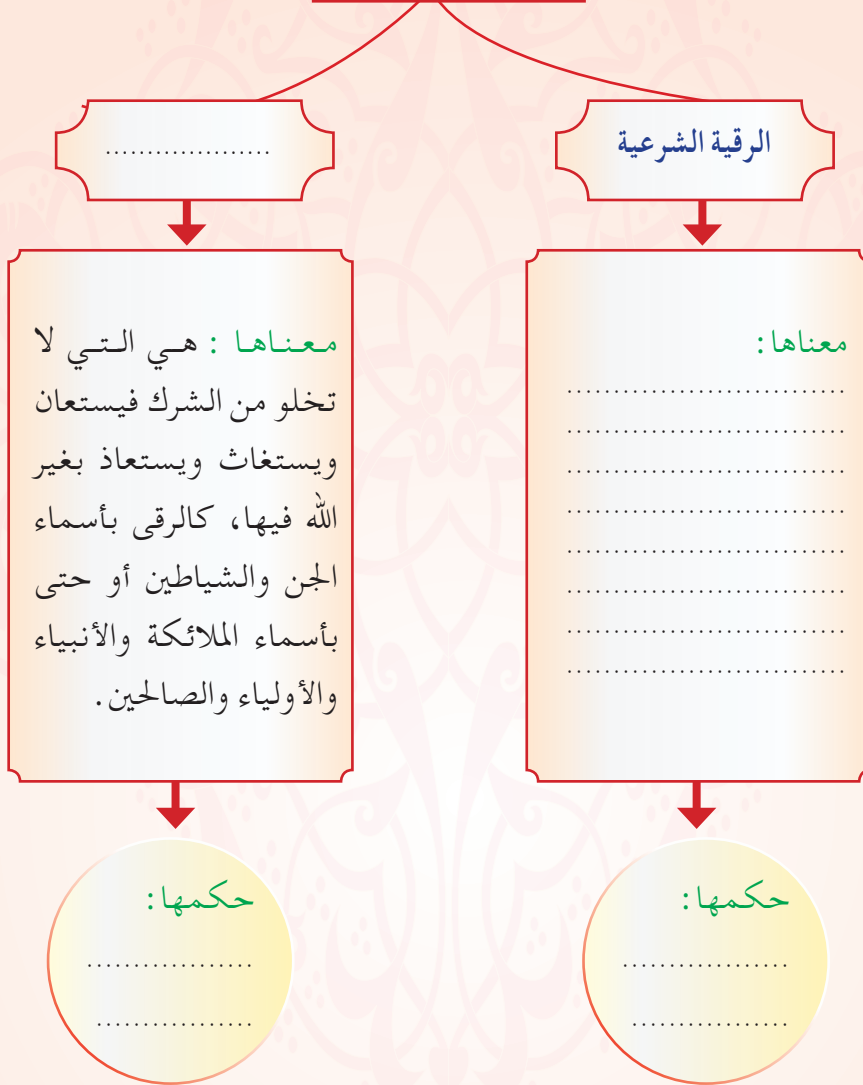 الرقية الشرعية
...................
معناها:
............................
............................
............................
............................
............................
............................
............................
............................
معناها : هي التي لا
تخلو من الشرك فيستعان
ويستغاث ويستعاذ بغير
الله فيها، كالرقى بأسماء
الجن والشياطين أو حتى
بأسماء الملائكة والأنبياء
والأولياء والصالحين.
حكمها:
.................
................
حكمها:
.................
................